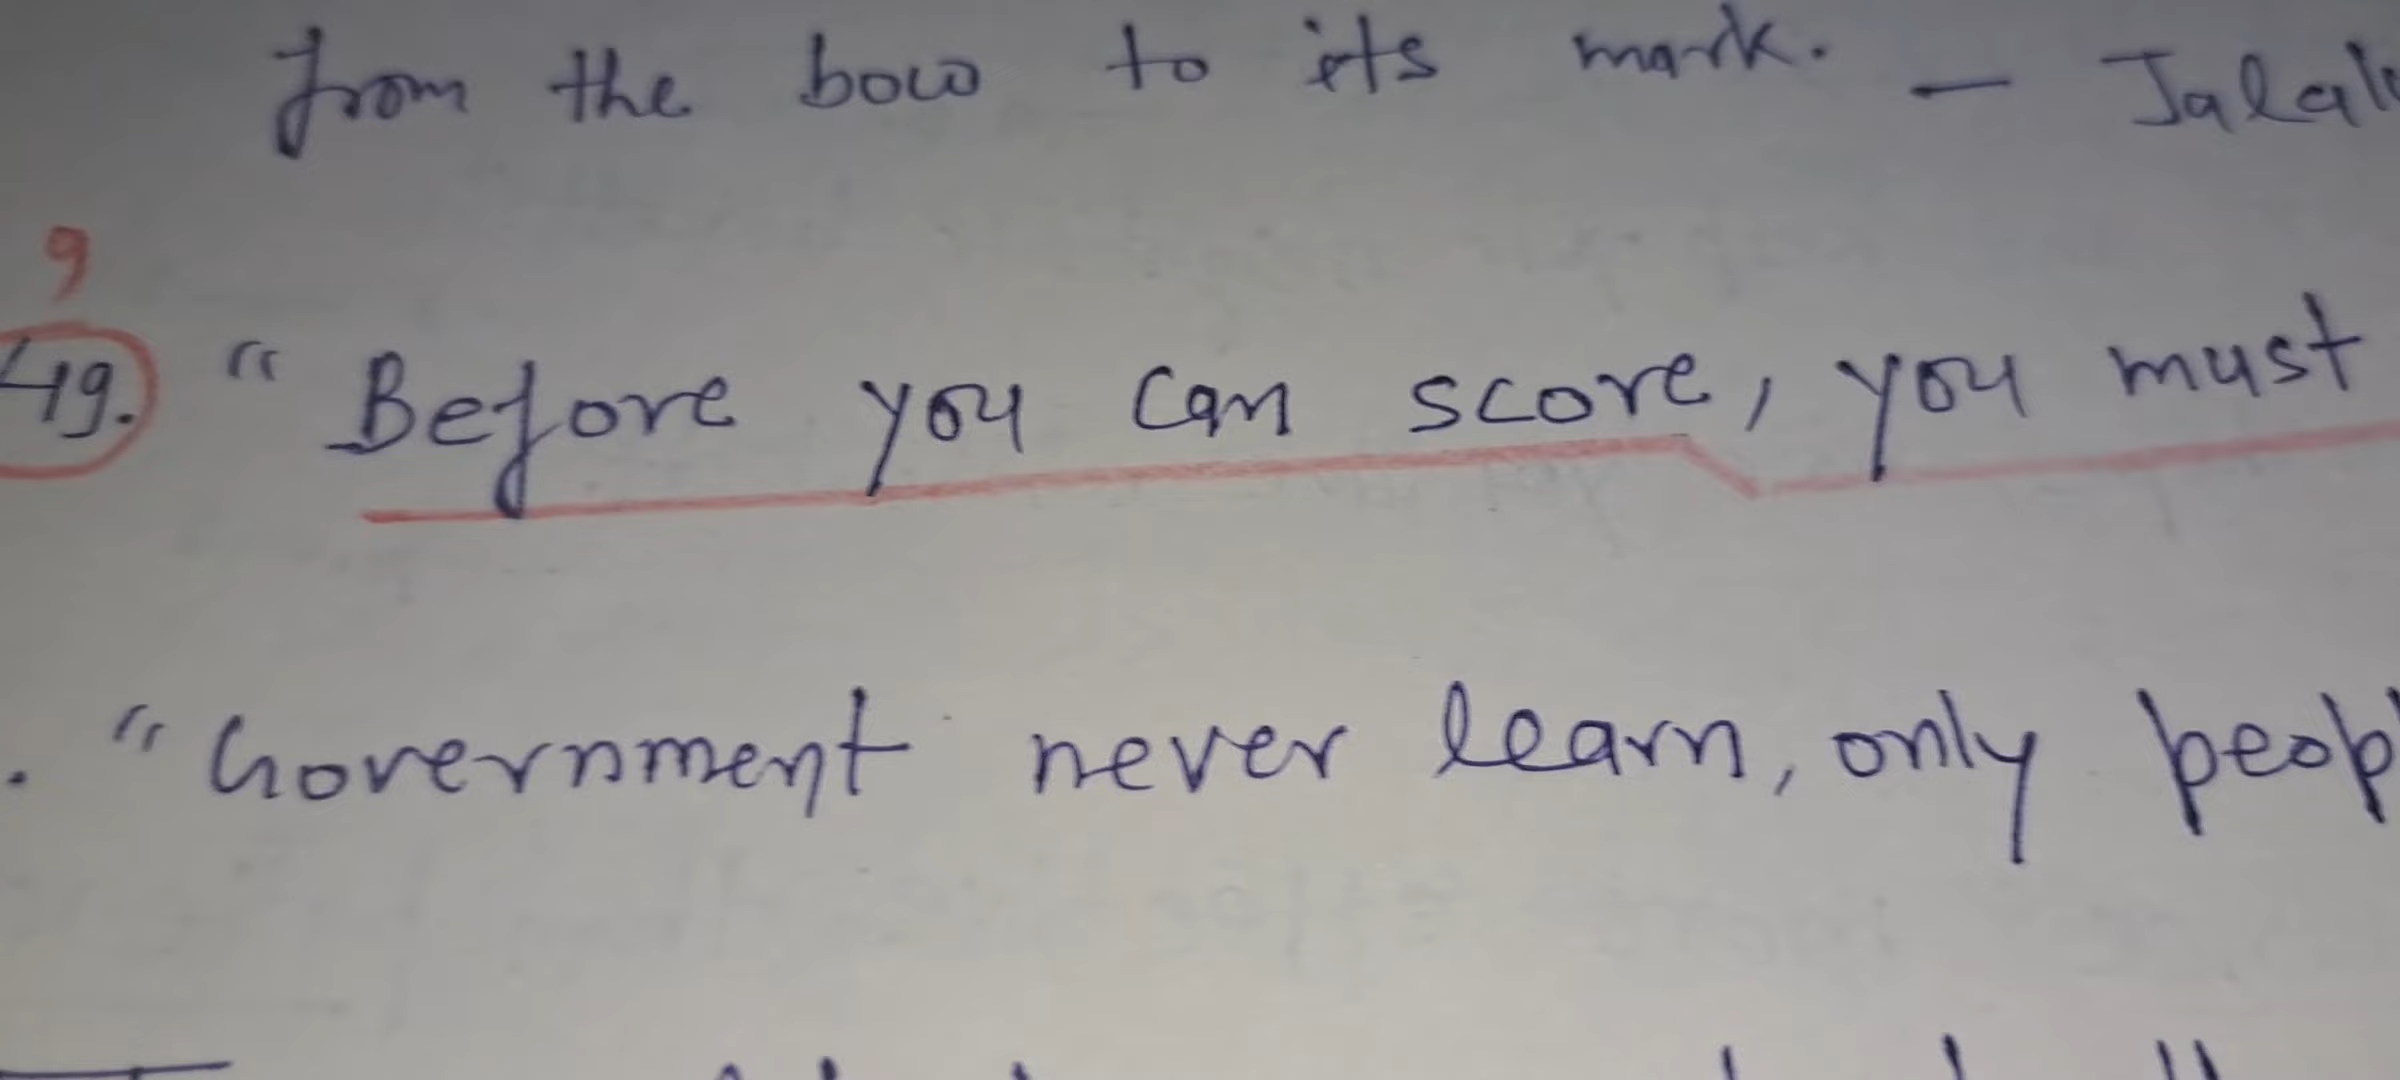 from the bow to its mark. — Jalal
9
49. “Before you can score, you must
. “Government never learn, only peop